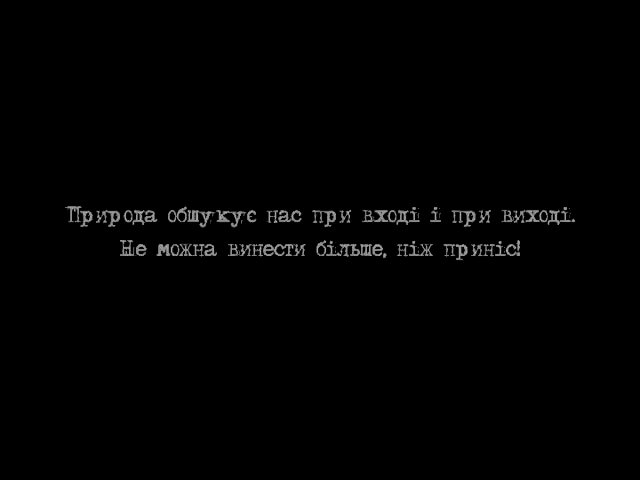 Природа обшукує нас при вході і при виході.
Не можна винести більше, ніж приніс!